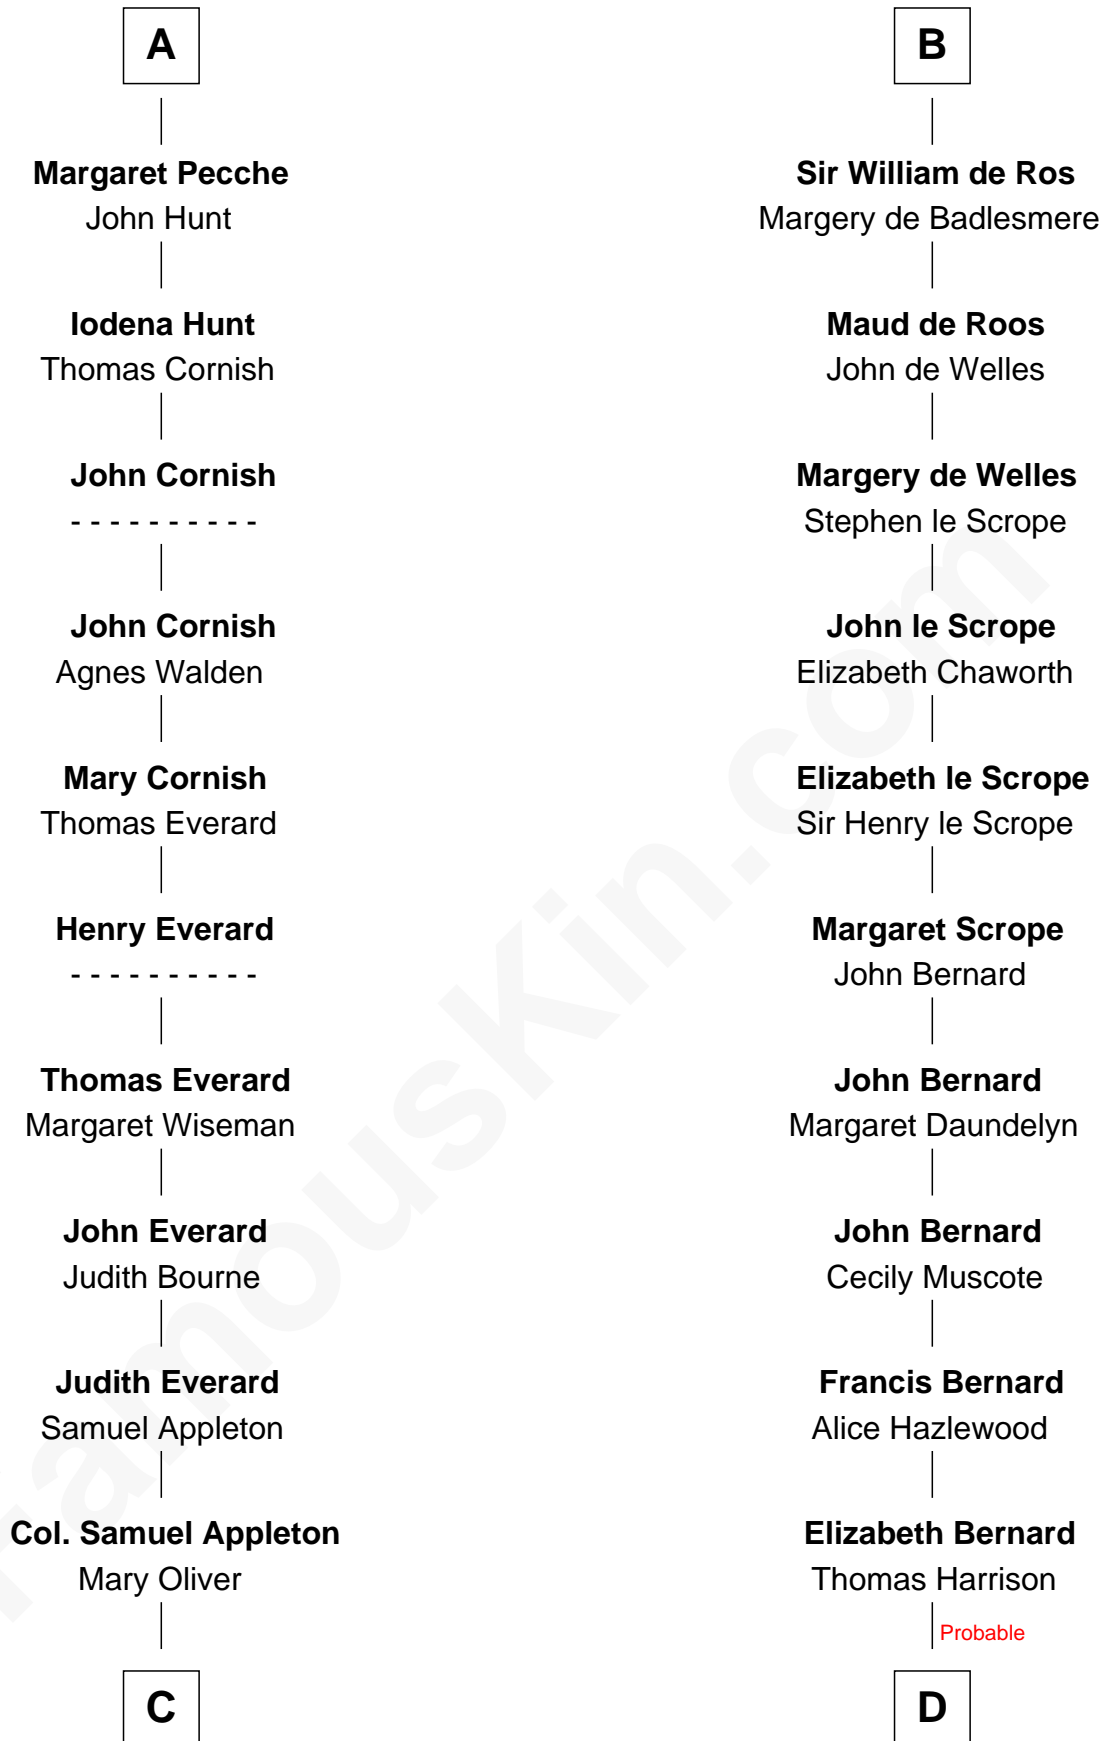 A
Margaret Pecche
John Hunt
Iodena Hunt
Thomas Cornish
John Cornish
- - - - - - - - - -
John Cornish
Agnes Walden
Mary Cornish
Thomas Everard
Henry Everard
- - - - - - - - - -
Thomas Everard
Margaret Wiseman
John Everard
Judith Bourne
Judith Everard
Samuel Appleton
Col. Samuel Appleton
Mary Oliver
C
B
Sir William de Ros
Margery de Badlesmere
Maud de Roos
John de Welles
Margery de Welles
Stephen le Scrope
John le Scrope
Elizabeth Chaworth
Elizabeth le Scrope
Sir Henry le Scrope
Margaret Scrope
John Bernard
John Bernard
Margaret Daundelyn
John Bernard
Cecily Muscote
Francis Bernard
Alice Hazlewood
Elizabeth Bernard
Thomas Harrison
Probable
D
FamousKin.com